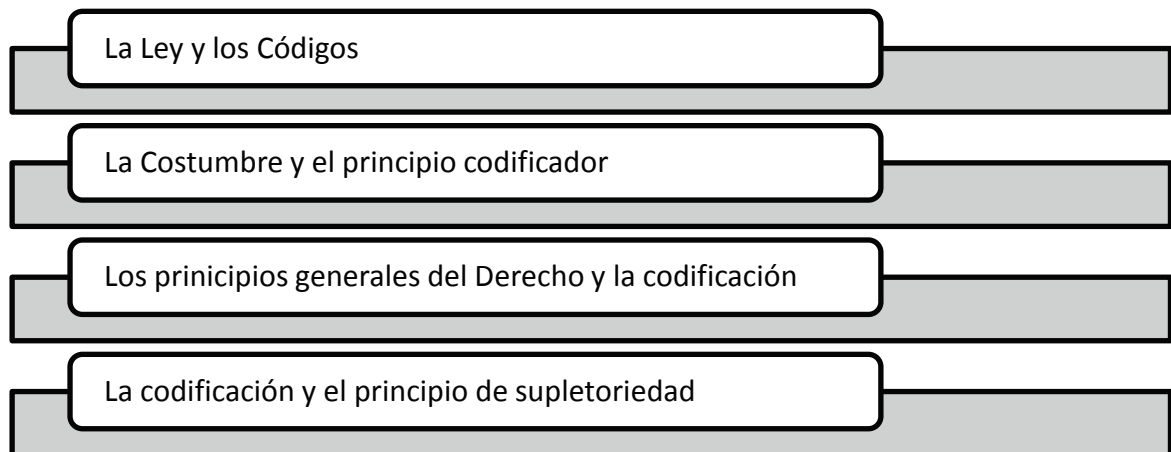 La Ley y los Códigos
La Costumbre y el principio codificador
Los prinicipios generales del Derecho y la codificación
La codificación y el principio de supletoriedad